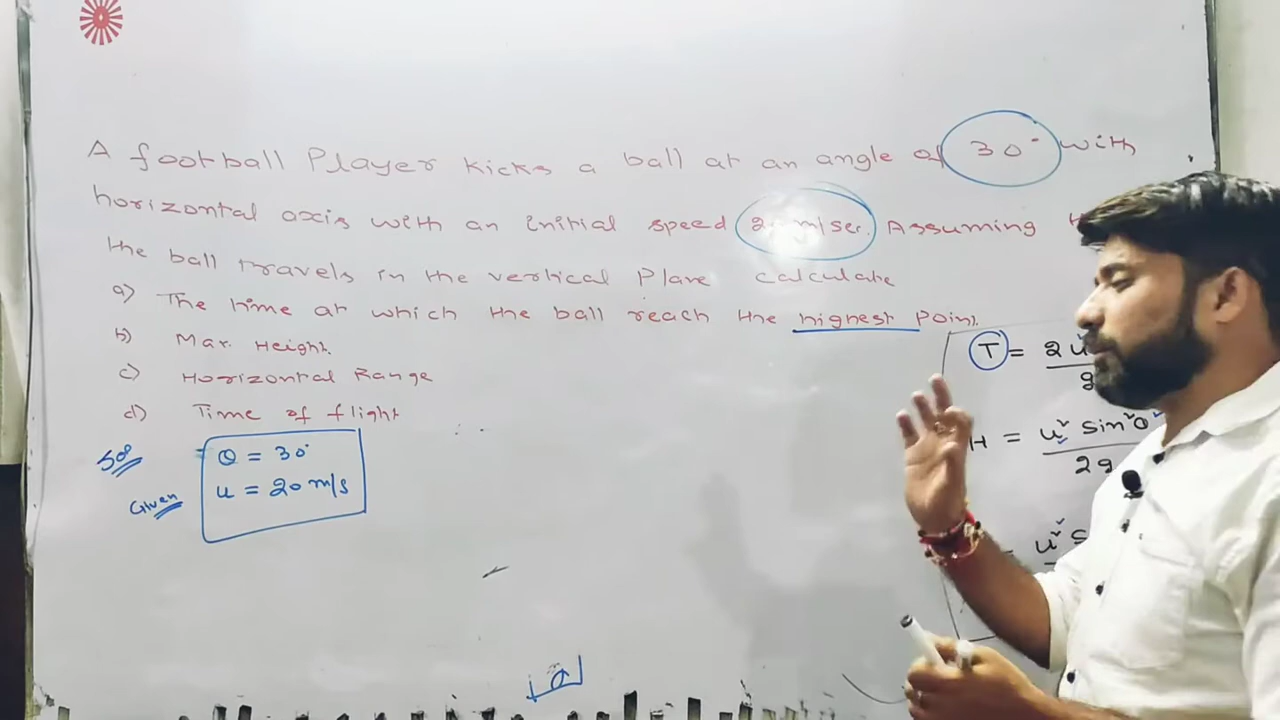 A football Player Kicks a ball at an angle of 30° with
horizontal axis with an initial speed 20 m/sec. Assuming
the ball travels in the vertical Plane calculate
a) The time at which the ball reach the highest Point.
b) Max. Height.
c) Horizontal Range
d) Time of flight
Sol
θ = 30°
Given
u = 20 m/s
T = 2u
g
H = u² Sin²θ
2g
= u² S